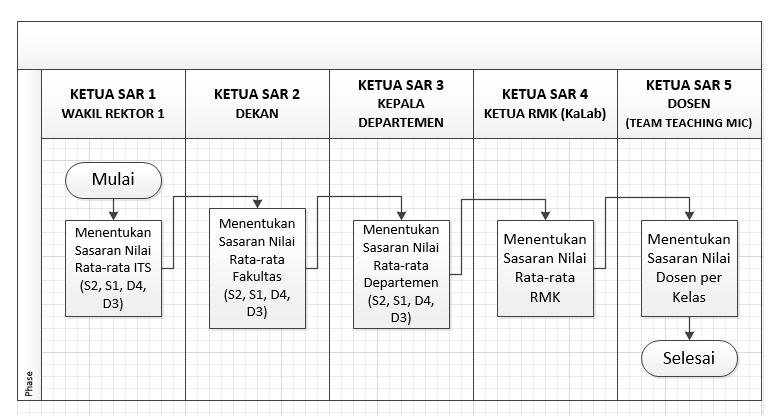 KETUA SAR 1
WAKIL REKTOR 1
KETUA SAR 2
DEKAN
KETUA SAR 3
KEPALA
DEPARTEMEN
KETUA SAR 4
KETUA RMK (KaLab)
KETUA SAR 5
DOSEN
(TEAM TEACHING MIC)
Mulai
Menentukan
Sasaran Nilai
Rata-rata ITS
(S2, S1, D4,
D3)
Menentukan
Sasaran Nilai
Rata-rata
Fakultas
(S2, S1, D4,
D3)
Menentukan
Sasaran Nilai
Rata-rata
Departemen
(S2, S1, D4,
D3)
Menentukan
Sasaran Nilai
Rata-rata
RMK
Menentukan
Sasaran Nilai
Dosen per
Kelas
Selesai
Phase